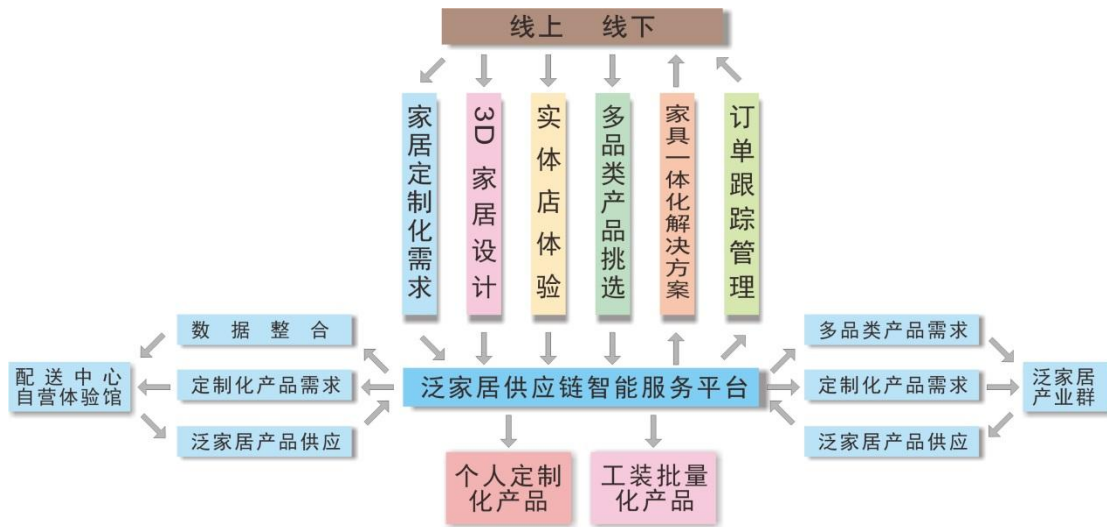 线上 线下
家居定制化需求
3D家居设计
实体店体验
多品类产品挑选
家具一体化解决方案
订单跟踪管理
数据整合
定制化产品需求
泛家居产品供应
配送中心
自营体验馆
泛家居供应链智能服务平台
多品类产品需求
定制化产品需求
泛家居产品供应
泛家居
产业群
个人定制
化产品
工装批量
化产品